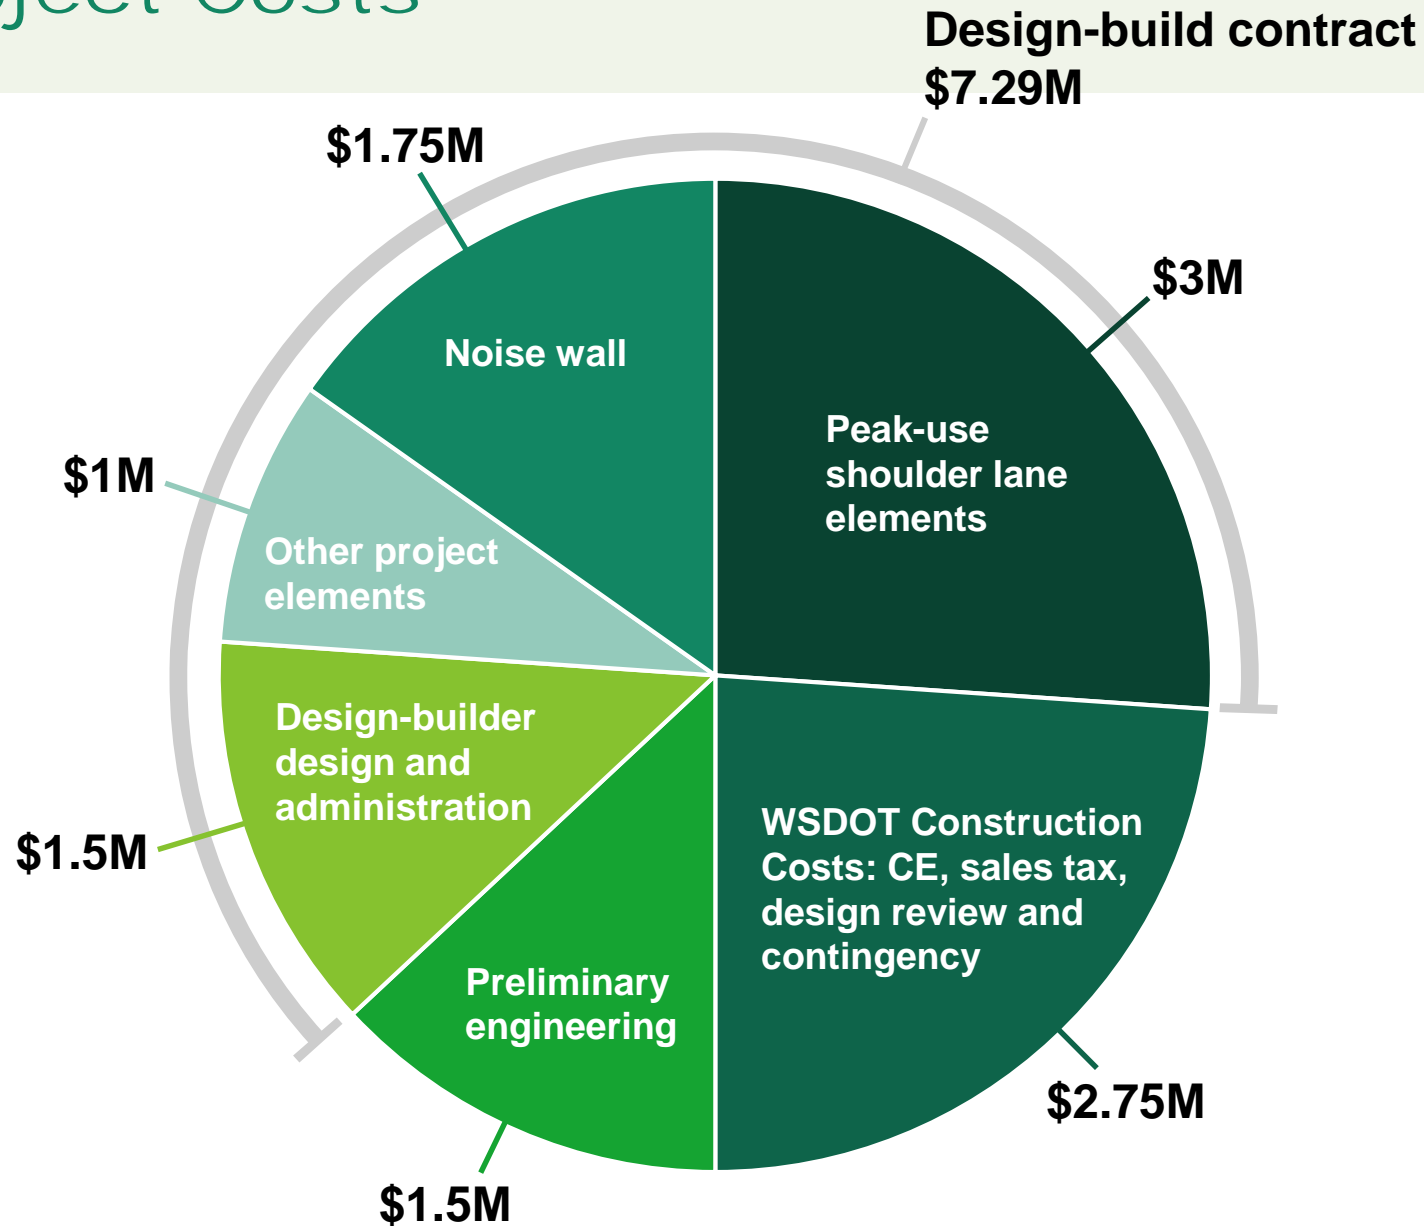 Costs
Design-build contract
$7.29M
$1.75M
$3M
Noise wall
Peak-use
shoulder lane
elements
$1M
Other project
elements
Design-builder
design and
administration
$1.5M
WSDOT Construction
Costs: CE, sales tax,
design review and
contingency
Preliminary
engineering
$2.75M
$1.5M